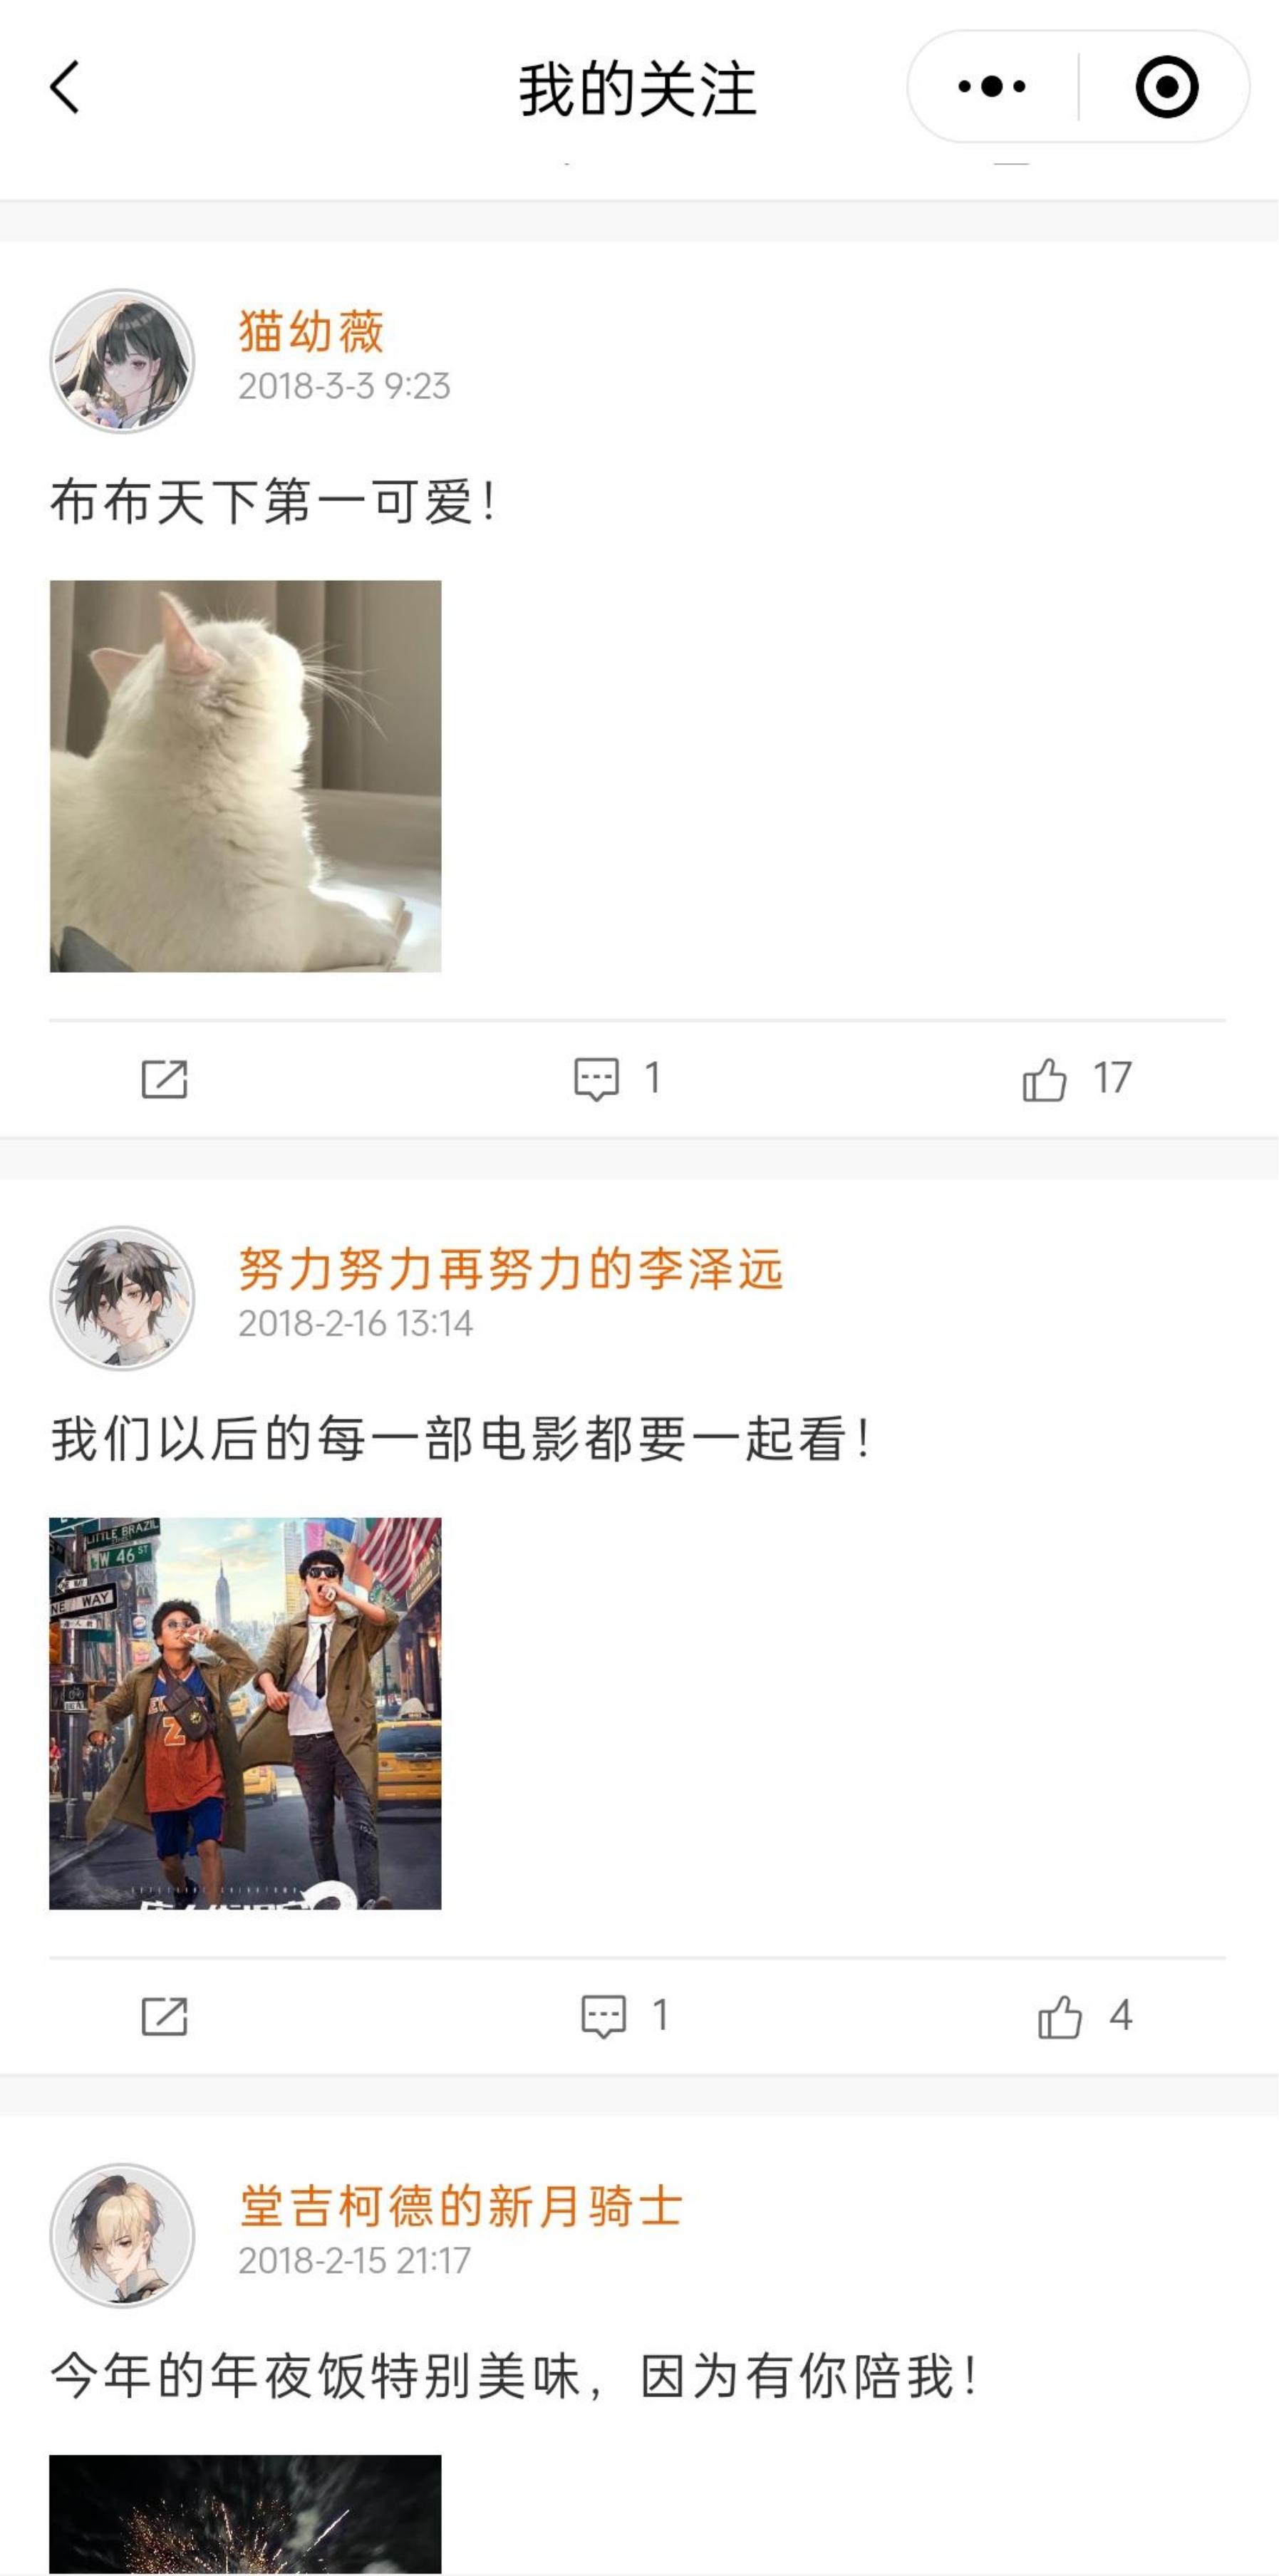 我的关注
猫幼薇
2018-3-3 9:23
布布天下第一可爱！
1
17
努力努力再努力的李泽远
2018-2-16 13:14
我们以后的每一部电影都要一起看！
LITTLE BRAZIL
W 46 ST
NE WAY
Z
1
4
堂吉柯德的新月骑士
2018-2-15 21:17
今年的年夜饭特别美味，因为有你陪我！